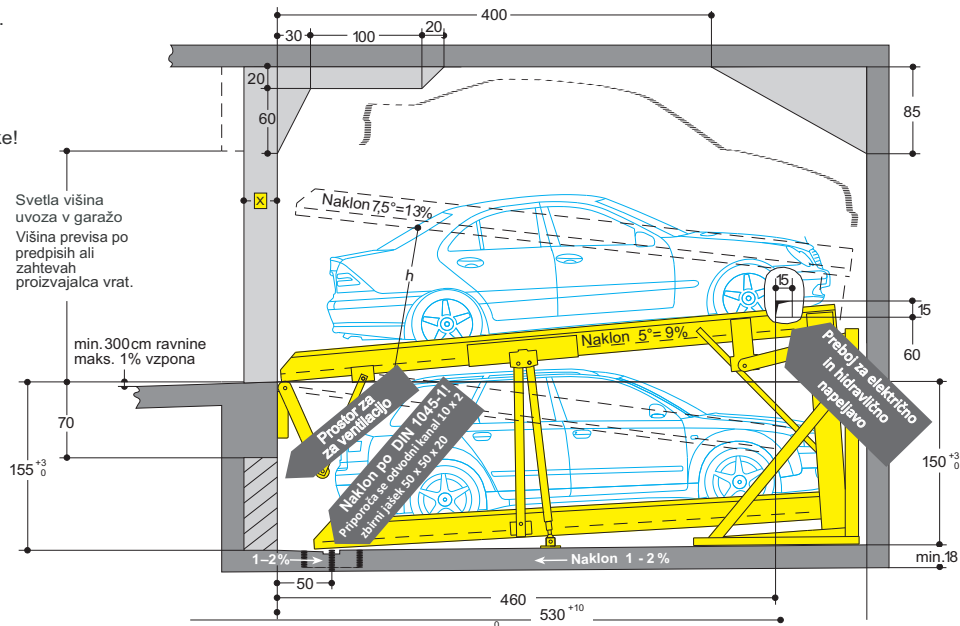 .
400
20
30
100
20
60
85
ke!
Svetla višina
uvoza v garažo
Višina previsa po
predpisih ali
zahtevah
proizvajalca vrat.
x
Naklon 7,5°=13%
h
15
15
60
Naklon 5°= 9%
min. 300cm ravnine
maks. 1% vzpona
70
155 +3 0
Prostor za
ventilacijo
Naklon po DIN 1045-1!
Priporoča se odvodni kanal 10 x 2
zbirni jašek 50 x 50 x 20
Preboj za električno
in hidravlično
napeljavo
150 +3 0
min.18
1–2%
Naklon 1 - 2 %
50
460
530 +10 0